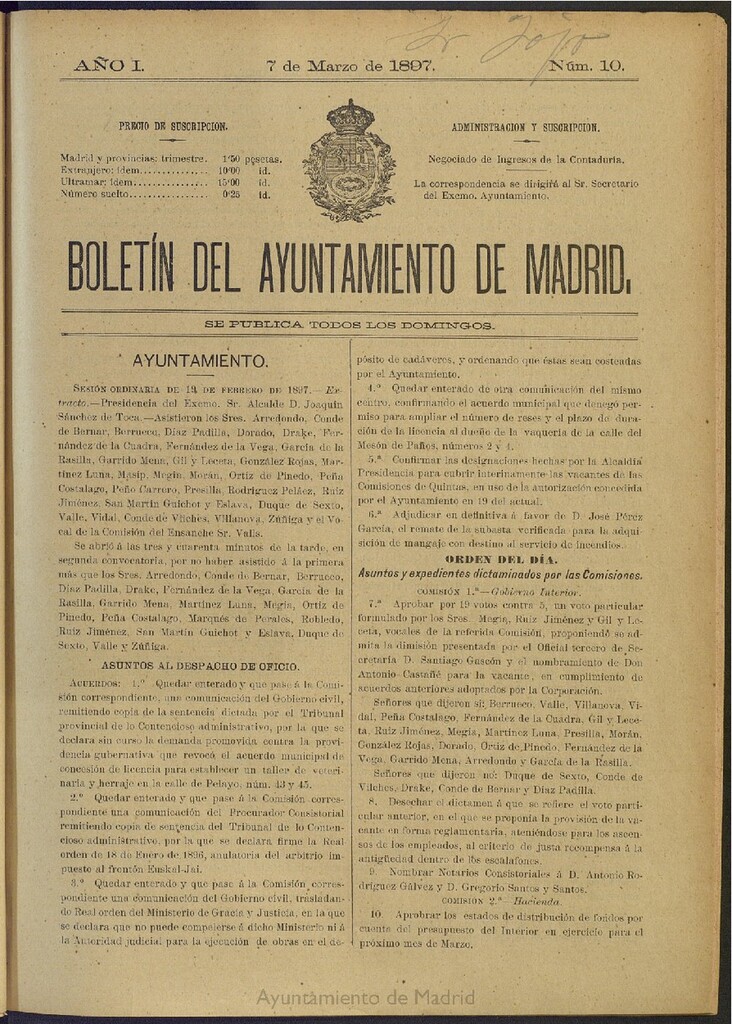 AÑO I.
7 de Marzo de 1897.
Núm. 10.
PRECIO DE SUSCRIPCION.
Madrid y provincias: trimestre. 1'50 pesetas.
Extranjero: ídem.............. 10'00 íd.
Ultramar: ídem............... 15'00 íd.
Número suelto................ 0'25 íd.
ADMINISTRACION Y SUSCRIPCION.
Negociado de Ingresos de la Contaduría.
La correspondencia se dirigirá al Sr. Secretario
del Excmo. Ayuntamiento.
BOLETÍN DEL AYUNTAMIENTO DE MADRID.
SE PUBLICA TODOS LOS DOMINGOS.
AYUNTAMIENTO.
SESIÓN ORDINARIA DE DE FEBRERO DE 1897.—Ex-
tracto.—Presidencia del Excmo. Sr. Alcalde D. Joaquín
Sánchez de Toca.—Asistieron los Sres. Arredondo, Conde
de Bernar, Berrueco, Díaz Padilla, Dorado, Drake, Fer-
nández de la Cuadra, Fernández de la Vega, García de la
Rasilla, Garrido Mena, Gil y Leceta, González Rojas, Mar-
tínez Luna, Masip, Megía, Morán, Ortiz de Pinedo, Peña
Costalago, Peño Carrero, Presilla, Rodríguez Peláez, Ruiz
Jiménez, San Martín Guichot y Eslava, Duque de Sexto,
Valle, Vidal, Conde de Vilches, Villanova, Zúñiga y el Vo-
cal de la Comisión del Ensanche Sr. Valls.
Se abrió á las tres y cuarenta minutos de la tarde, en
segunda convocatoria, por no haber asistido á la primera
más que los Sres. Arredondo, Conde de Bernar, Berrueco,
Díaz Padilla, Drake, Fernández de la Vega, García de la
Rasilla, Garrido Mena, Martínez Luna, Megía, Ortiz de
Pinedo, Peña Costalago, Marqués de Perales, Robledo,
Ruiz Jiménez, San Martín Guichot y Eslava, Duque de
Sexto, Valle y Zúñiga.
ASUNTOS AL DESPACHO DE OFICIO.
ACUERDOS: 1.º Quedar enterado y que pase á la Comi-
sión correspondiente, una comunicación del Gobierno civil,
remitiendo copia de la sentencia dictada por el Tribunal
provincial de lo Contencioso administrativo, por la que se
declara sin curso la demanda promovida contra la provi-
dencia gubernativa que revocó el acuerdo municipal de
concesión de licencia para establecer un taller de veteri-
naria y herraje en la calle de Pelayo, núm. 43 y 45.
2.º Quedar enterado y que pase á la Comisión corres-
pondiente una comunicación del Procurador Consistorial
remitiendo copia de sentencia del Tribunal de lo Conten-
cioso administrativo, por la que se declara firme la Real
orden de 18 de Enero de 1896, anulatoria del arbitrio im-
puesto al frontón Euskal-Jai.
3.º Quedar enterado y que pase á la Comisión corres-
pondiente una comunicación del Gobierno civil, trasladan-
do Real orden del Ministerio de Gracia y Justicia, en la que
se declara que no puede compelerse á dicho Ministerio ni á
la Autoridad judicial para la ejecución de obras en el de-
pósito de cadáveres, y ordenando que éstas sean costeadas
por el Ayuntamiento.
4.º Quedar enterado de otra comunicación del mismo
centro, confirmando el acuerdo municipal que denegó per-
miso para ampliar el número de reses y el plazo de dura-
ción de la licencia al dueño de la vaquería de la calle del
Mesón de Paños, números 2 y 4.
5.º Confirmar las designaciones hechas por la Alcaldía
Presidencia para cubrir interinamente las vacantes de las
Comisiones de Quintas, en uso de la autorización concedida
por el Ayuntamiento en 19 del actual.
6.º Adjudicar en definitiva á favor de D. José Pérez
García, el remate de la subasta verificada para la adqui-
sición de mangaje con destino al servicio de incendios.
ORDEN DEL DÍA.
Asuntos y expedientes dictaminados por las Comisiones.
COMISIÓN 1.ª—Gobierno Interior.
7.º Aprobar por 19 votos contra 5, un voto particular
formulado por los Sres. Megía, Ruiz Jiménez y Gil y Le-
ceta, vocales de la referida Comisión, proponiendo se ad-
mita la dimisión presentada por el Oficial tercero de Se-
cretaría D. Santiago Guscón y el nombramiento de Don
Antonio Castañé para la vacante, en cumplimiento de
acuerdos anteriores adoptados por la Corporación.
Señores que dijeron sí: Berrueco, Valle, Villanova, Vi-
dal, Peña Costalago, Fernández de la Cuadra, Gil y Lece-
ta, Ruiz Jiménez, Megía, Martínez Luna, Presilla, Morán,
González Rojas, Dorado, Ortiz de Pinedo, Fernández de la
Vega, Garrido Mena, Arredondo y García de la Rasilla.
Señores que dijeron no: Duque de Sexto, Conde de
Vilches, Drake, Conde de Bernar y Díaz Padilla.
8. Desechar el dictamen á que se refiere el voto parti-
cular anterior, en el que se proponía la provisión de la va-
cante en forma reglamentaria, ateniéndose para los ascen-
sos de los empleados, al criterio de justa recompensa á la
antigüedad dentro de los escalafones.
9. Nombrar Notarios Consistoriales á D. Antonio Ro-
dríguez Gálvez y D. Gregorio Santos y Santos.
COMISIÓN 2.ª—Hacienda.
10 Aprobar los estados de distribución de fondos por
cuenta del presupuesto del Interior en ejercicio para el
próximo mes de Marzo.
Ayuntamiento de Madrid